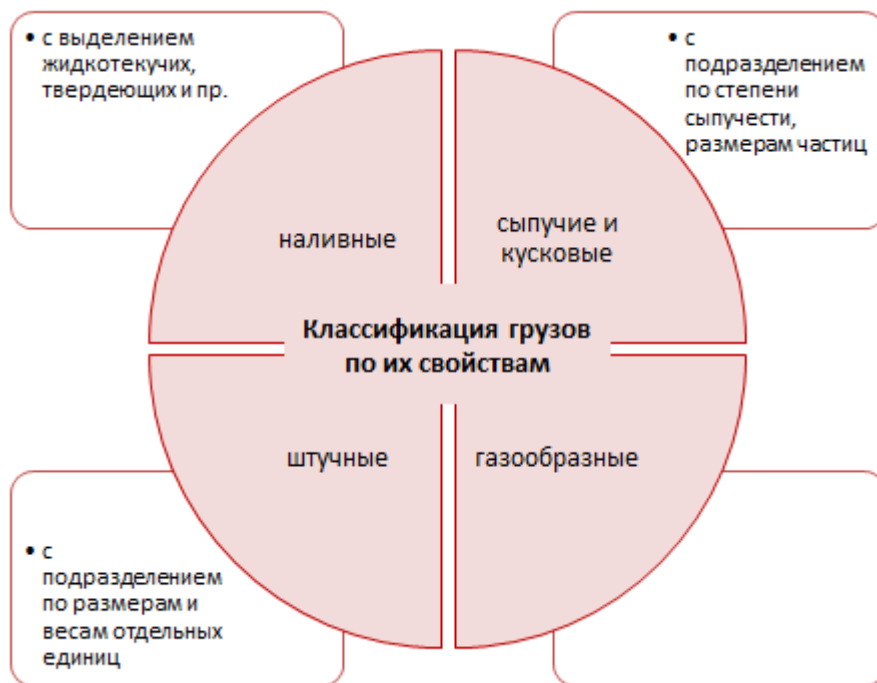 • с выделением
жидкотекучих,
твердеющих и пр.
• с
подразделением
по степени
сыпучести,
размерам частиц
наливные
сыпучие и
кусковые
Классификация грузов
по их свойствам
штучные
газообразные
• с
подразделением
по размерам и
весам отдельных
единиц